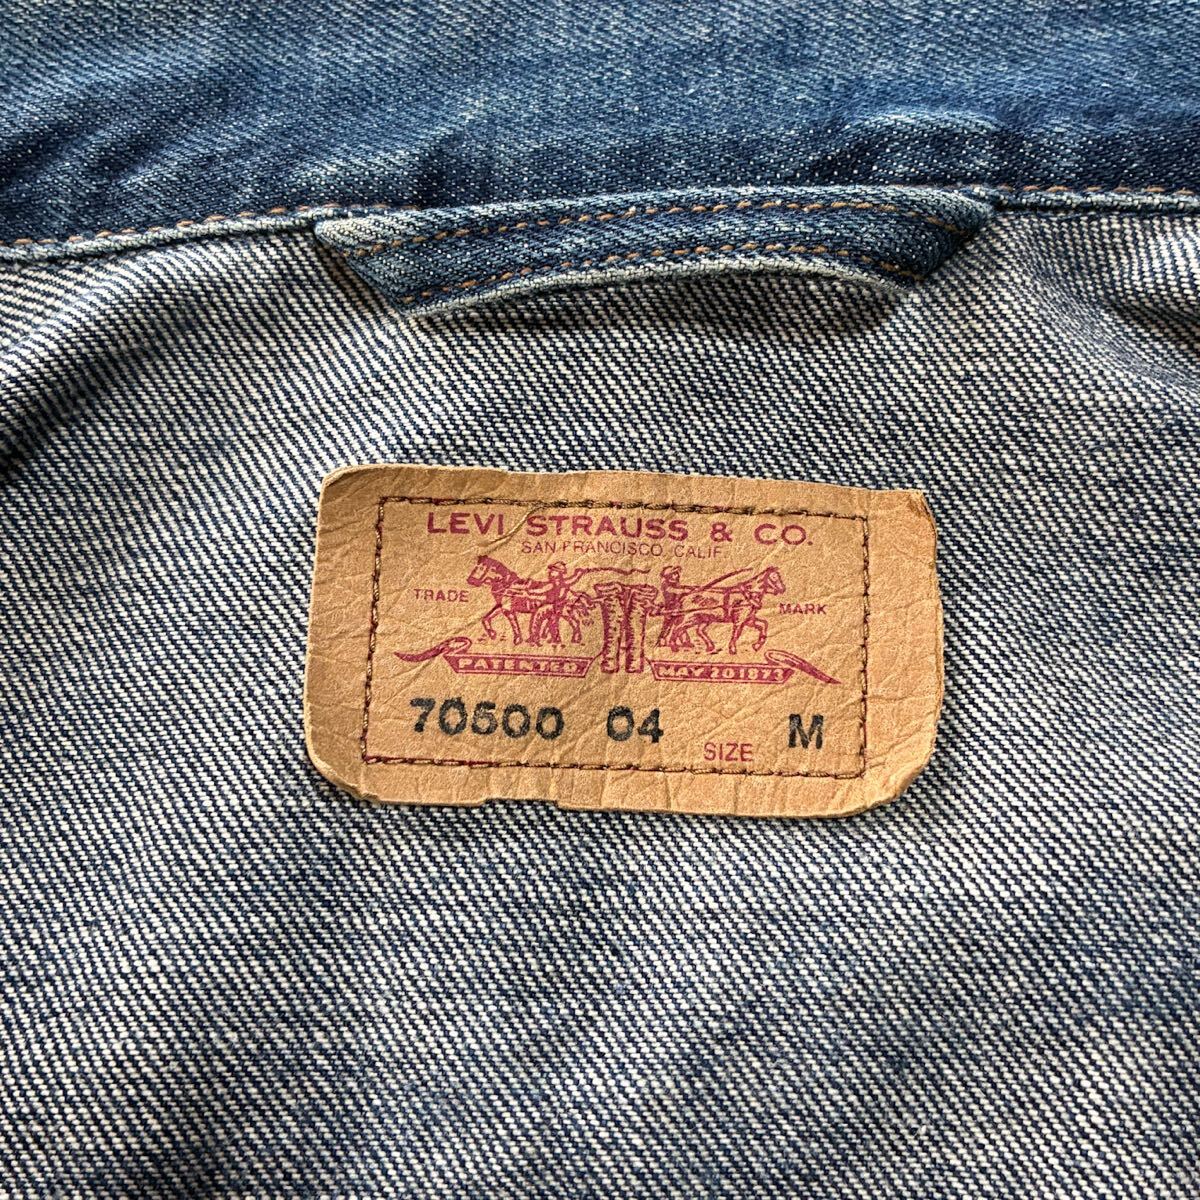 LEVI STRAUSS & CO.
SAN FRANCISCO, CALIF.
TRADE MARK
PATENTED MAY 20 1873
70500 04 SIZE M